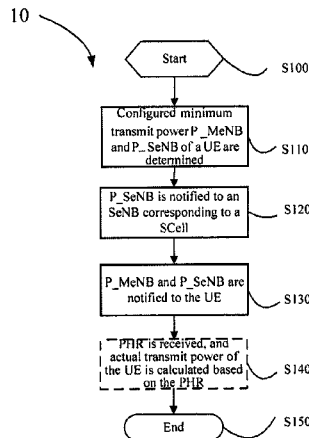 10
Start
S100
Configured minimum
transmit power P_MeNB
and P_SeNB of a UE are
determined
S110
P_SeNB is notified to an
SeNB corresponding to a
SCell
S120
P_MeNB and P_SeNB are
notified to the UE
S130
PHR is received, and
actual transmit power of
the UE is calculated based
on the PHR
S140
End
S150